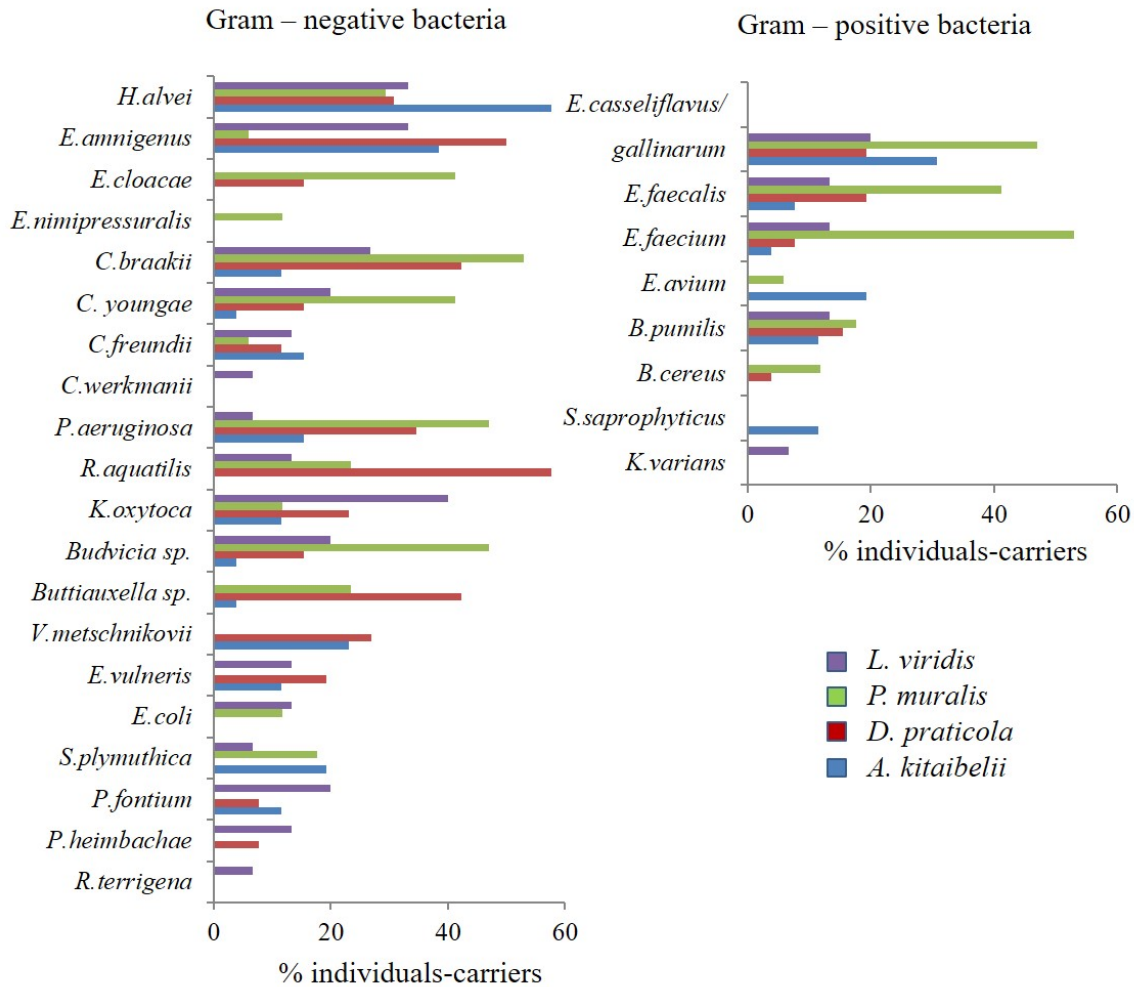 Gram – negative bacteria
H.alvei
E.amnigenus
E.cloacae
E.nimipressuralis
C.braakii
C. youngae
C.freundii
C.werkmanii
P.aeruginosa
R.aquatilis
K.oxytoca
Budvicia sp.
Buttiauxella sp.
V.metschnikovii
E.vulneris
E.coli
S.plymuthica
P.fontium
P.heimbachae
R.terrigena
0 20 40 60
% individuals-carriers
Gram – positive bacteria
E.casseliflavus/
gallinarum
E.faecalis
E.faecium
E.avium
B.pumilis
B.cereus
S.saprophyticus
K.varians
0 20 40 60
% individuals-carriers
L. viridis
P. muralis
D. praticola
A. kitaibelii